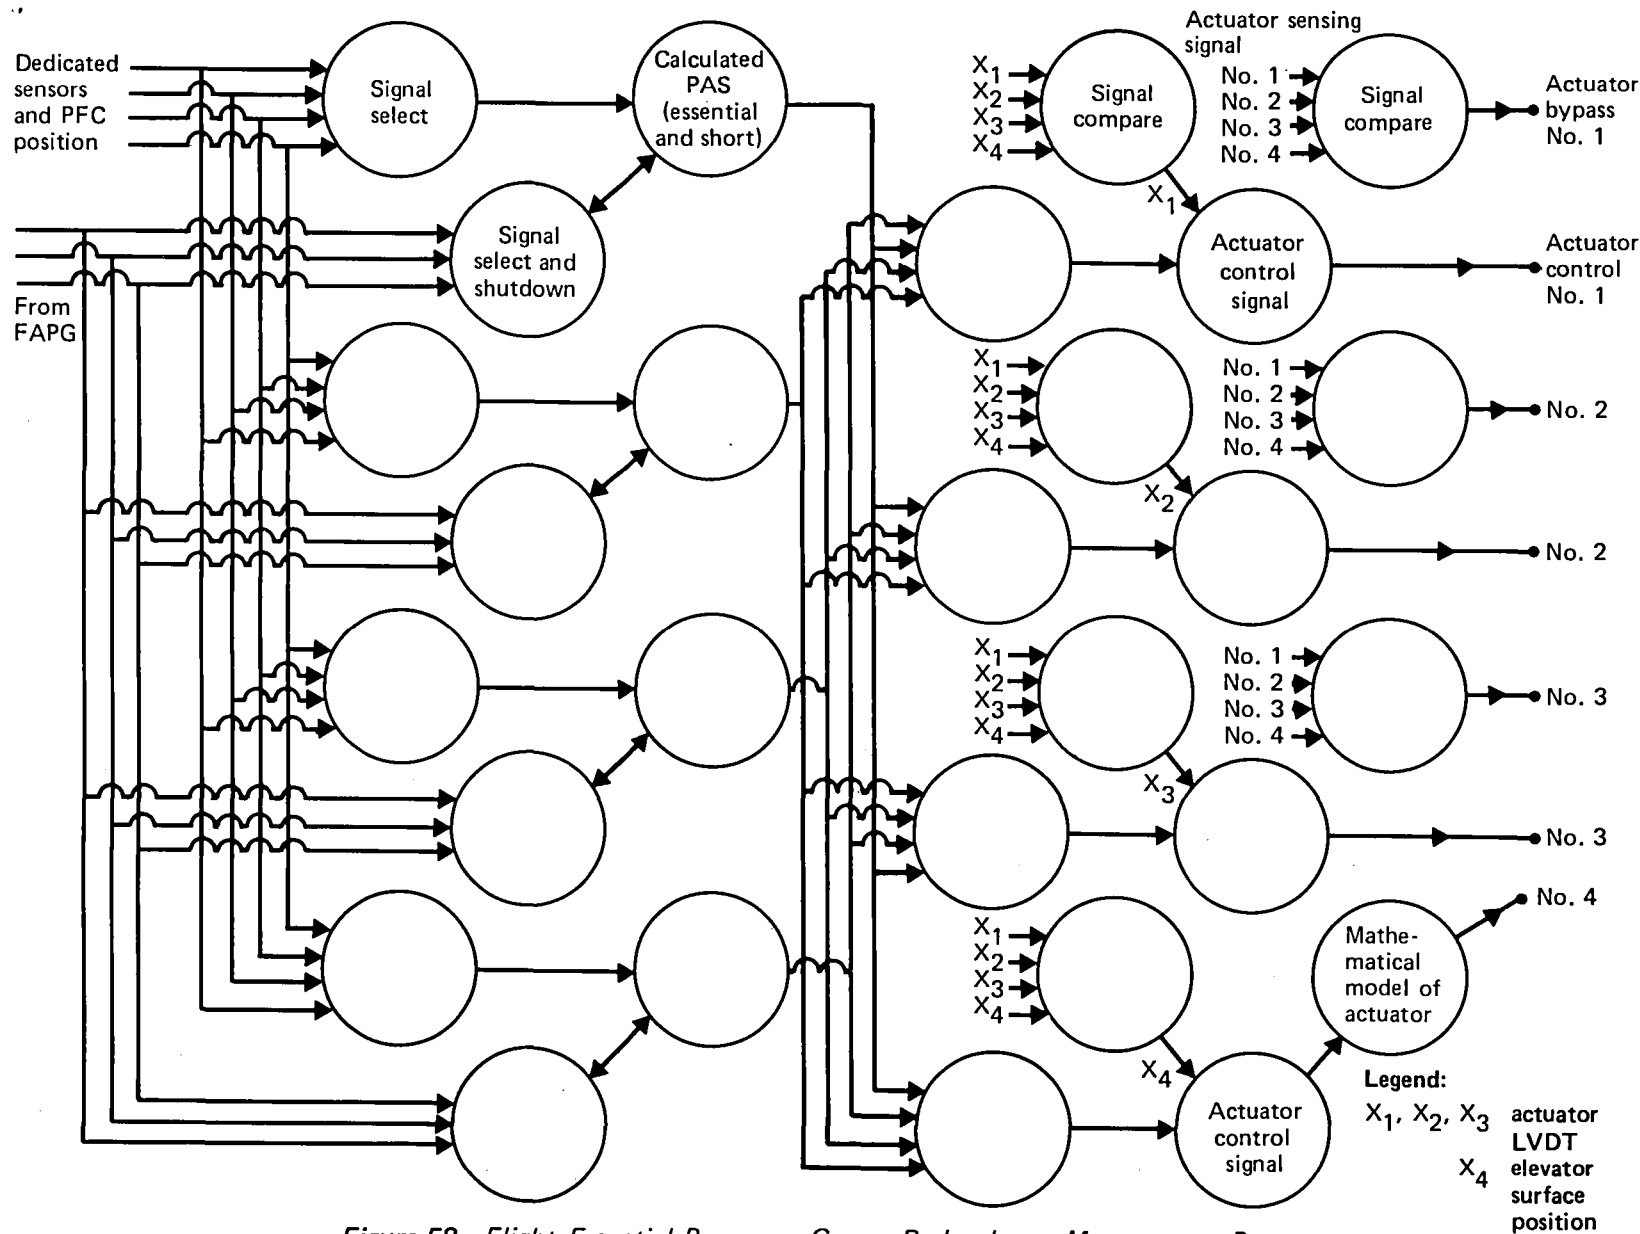 Dedicated
sensors
and PFC
position
From
FAPG
Signal
select
Calculated
PAS
(essential
and short)
Signal
select and
shutdown
X1
X2
X3
X4
Signal
compare
X1
Actuator sensing
signal
No. 1
No. 2
No. 3
No. 4
Signal
compare
Actuator
bypass
No. 1
Actuator
control
signal
Actuator
control
No. 1
X1
X2
X3
X4
X2
No. 1
No. 2
No. 3
No. 4
No. 2
No. 2
X1
X2
X3
X4
X3
No. 1
No. 2
No. 3
No. 4
No. 3
No. 3
X1
X2
X3
X4
X4
Actuator
control
signal
Mathe-
matical
model of
actuator
No. 4
Legend:
X1, X2, X3 actuator
LVDT
X4 elevator
surface
position